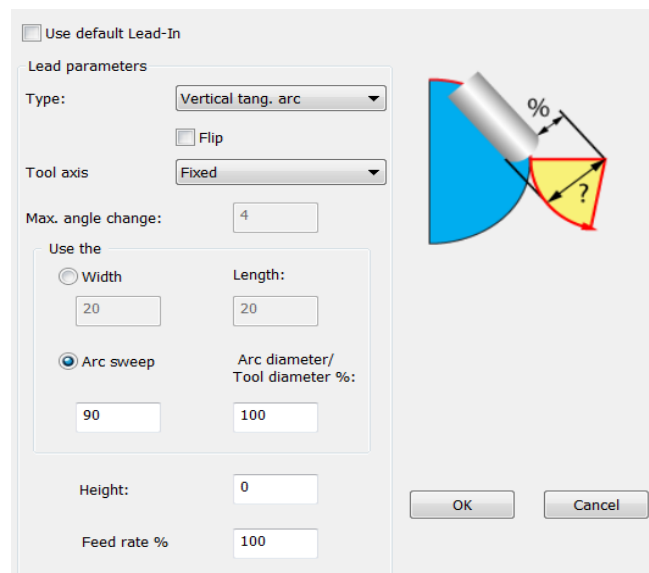 Use default Lead-In
Lead parameters
Type:
Vertical tang. arc
Flip
Tool axis
Fixed
Max. angle change:
4
Use the
Width
Length:
20
20
Arc sweep
Arc diameter/
Tool diameter %:
90
100
Height:
0
Feed rate %
100
%
?
OK
Cancel